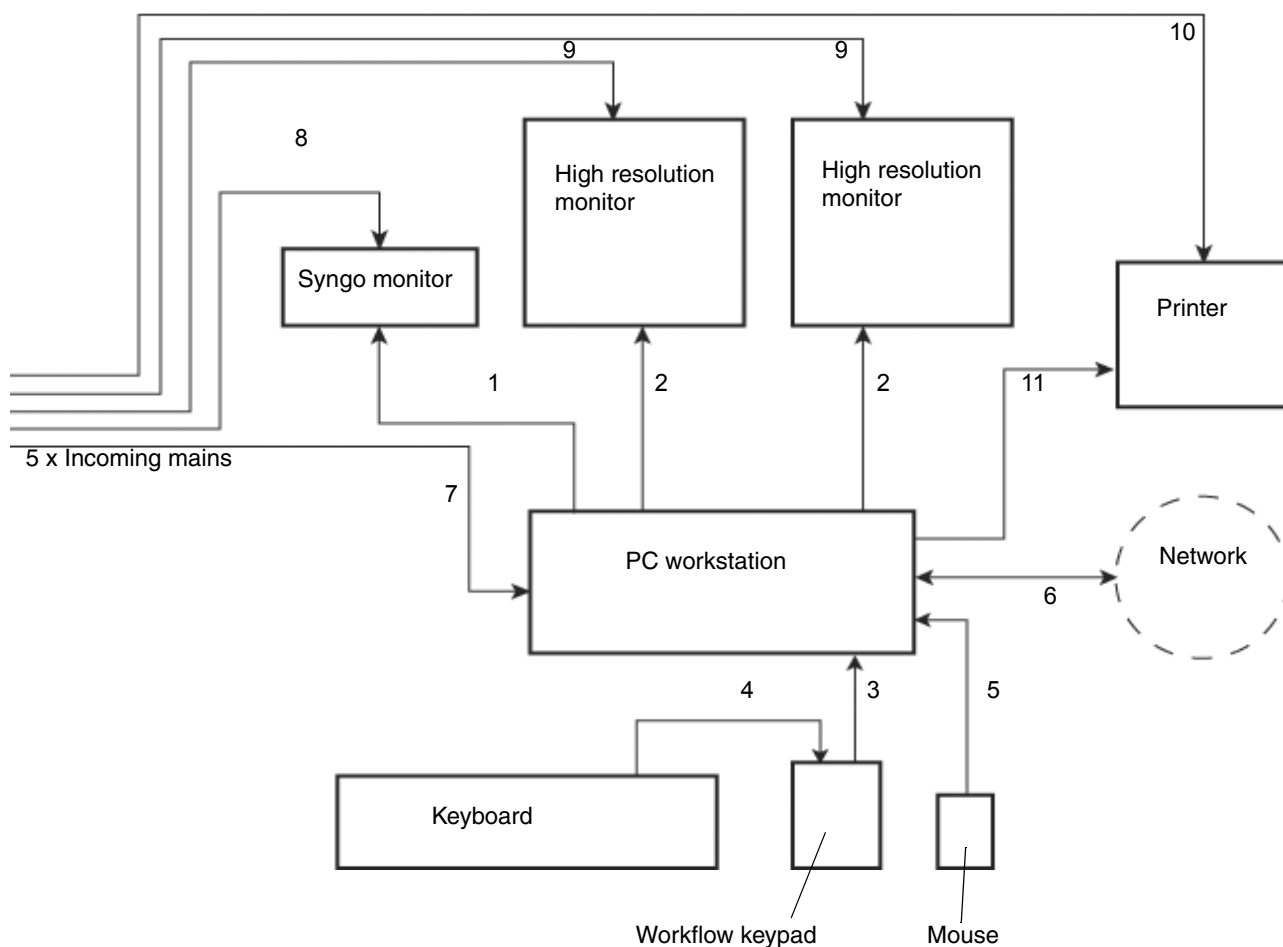 10
9
9
8
High resolution
monitor
High resolution
monitor
Syngo monitor
Printer
1
2
2
11
5 x Incoming mains
7
PC workstation
Network
6
4
3
5
Keyboard
Workflow keypad
Mouse